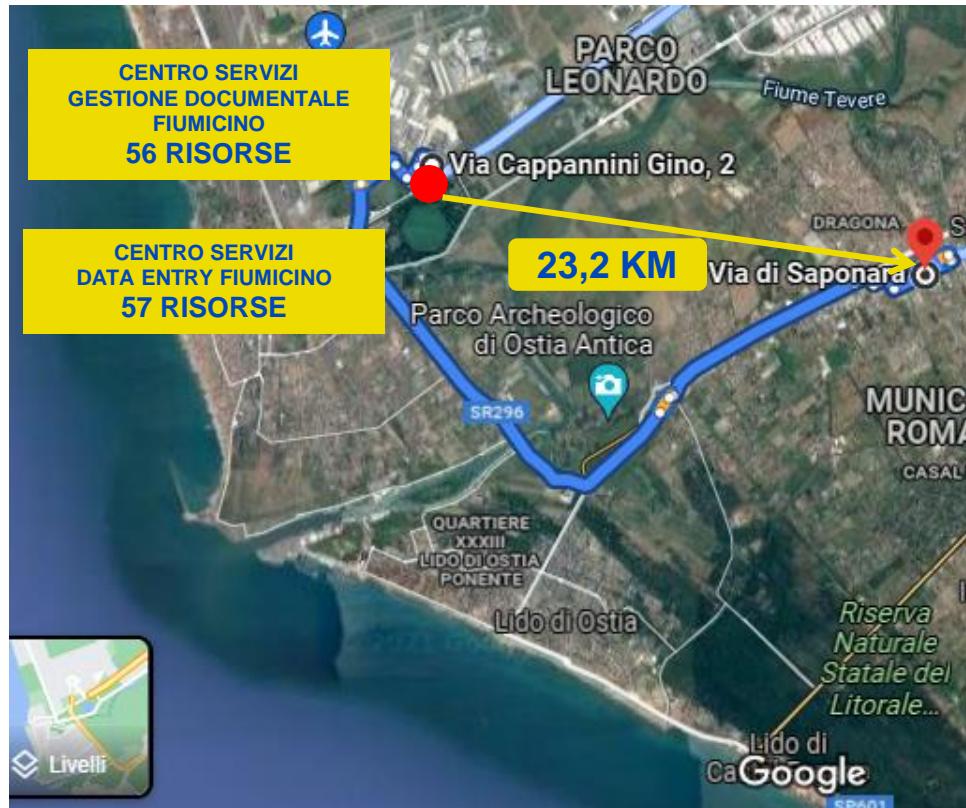 CENTRO SERVIZI
GESTIONE DOCUMENTALE
FIUMICINO
56 RISORSE
PARCO
LEONARDO
Fiume Tevere
Via Cappannini Gino, 2
CENTRO SERVIZI
DATA ENTRY FIUMICINO
57 RISORSE
DRAGONA
S
23,2 KM
Via di Saponara
Parco Archeologico
di Ostia Antica
SR296
MUNIC
ROMA
CASAL
QUARTIERE
XXXIII
LIDO DI OSTIA
PONENTE
Lido di Ostia
Riserva
Naturale
Statale del
Litorale...
Livelli
Lido di
Ca
Google
SP601